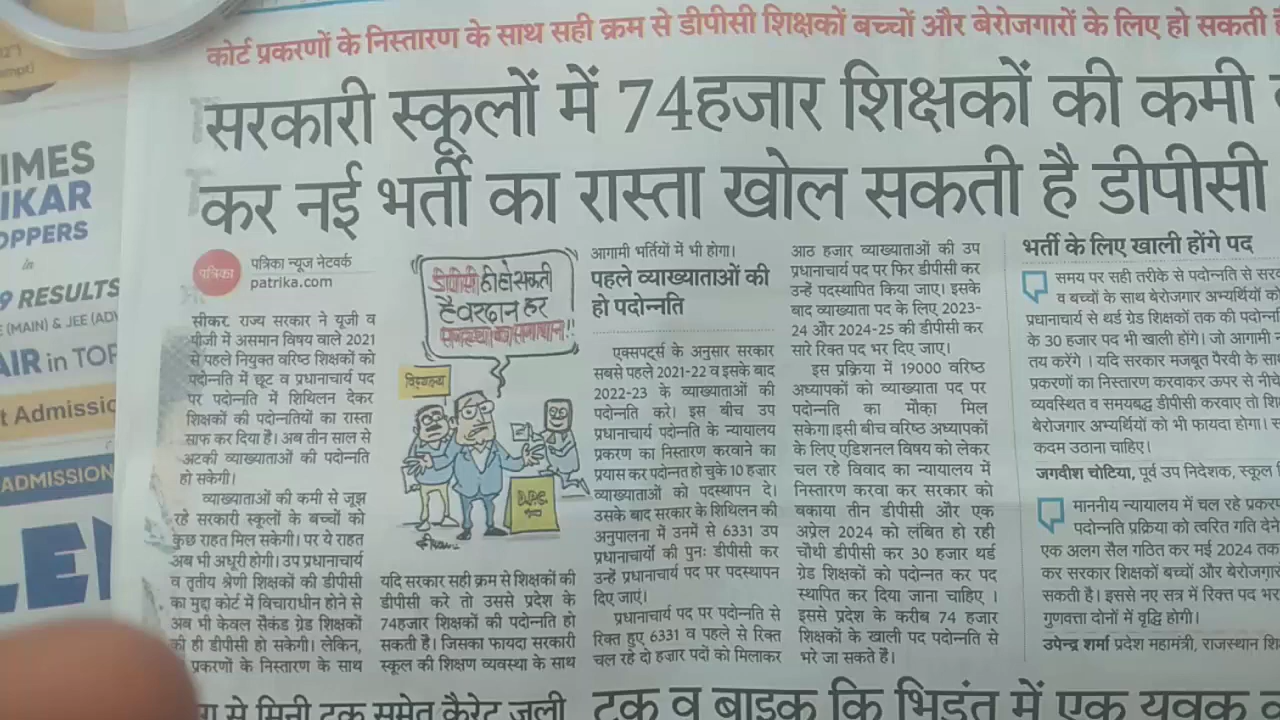 कोर्ट प्रकरणों के निस्तारण के साथ सही क्रम से डीपीसी शिक्षकों बच्चों और बेरोजगारों के लिए हो सकती
सरकारी स्कूलों में 74हजार शिक्षकों की कमी
कर नई भर्ती का रास्ता खोल सकती है डीपीसी
पत्रिका
पत्रिका न्यूज नेटवर्क
patrika.com
सीकर. राज्य सरकार ने यूजी व
पीजी में असमान विषय वाले 2021
से पहले नियुक्त वरिष्ठ शिक्षकों को
पदोन्नति में छूट व प्रधानाचार्य पद
पर पदोन्नति में शिथिलन देकर
शिक्षकों की पदोन्नतियों का रास्ता
साफ कर दिया है। अब तीन साल से
अटकी व्याख्याताओं की पदोन्नति
हो सकेगी।
व्याख्याताओं की कमी से जूझ
रहे सरकारी स्कूलों के बच्चों को
कुछ राहत मिल सकेगी। पर ये राहत
अब भी अधूरी होगी। उप प्रधानाचार्य
व तृतीय श्रेणी शिक्षकों की डीपीसी
का मुद्दा कोर्ट में विचाराधीन होने से
अब भी केवल सैकंड ग्रेड शिक्षकों
की ही डीपीसी हो सकेगी। लेकिन,
प्रकरणों के निस्तारण के साथ
डीपीसी ही हो सकती
है वरदान हर
समस्या का समाधान!!
विद्यालय
D.P.C.
यदि सरकार सही क्रम से शिक्षकों की
डीपीसी करे तो उससे प्रदेश के
74हजार शिक्षकों की पदोन्नति हो
सकती है। जिसका फायदा सरकारी
स्कूल की शिक्षण व्यवस्था के साथ
आगामी भर्तियों में भी होगा।
पहले व्याख्याताओं की
हो पदोन्नति
एक्सपर्ट्स के अनुसार सरकार
सबसे पहले 2021-22 व इसके बाद
2022-23 के व्याख्याताओं की
पदोन्नति करे। इस बीच उप
प्रधानाचार्य पदोन्नति के न्यायालय
प्रकरण का निस्तारण करवाने का
प्रयास कर पदोन्नत हो चुके 10 हजार
व्याख्याताओं को पदस्थापन दे।
उसके बाद सरकार के शिथिलन की
अनुपालना में उनमें से 6331 उप
प्रधानाचार्यों की पुनः डीपीसी कर
उन्हें प्रधानाचार्य पद पर पदस्थापन
दिए जाएं।
प्रधानाचार्य पद पर पदोन्नति से
रिक्त हुए 6331 व पहले से रिक्त
चल रहे दो हजार पदों को मिलाकर
आठ हजार व्याख्याताओं की उप
प्रधानाचार्य पद पर फिर डीपीसी कर
उन्हें पदस्थापित किया जाए। इसके
बाद व्याख्याता पद के लिए 2023-
24 और 2024-25 की डीपीसी कर
सारे रिक्त पद भर दिए जाए।
इस प्रक्रिया में 19000 वरिष्ठ
अध्यापकों को व्याख्याता पद पर
पदोन्नति का मौका मिल
सकेगा।इसी बीच वरिष्ठ अध्यापकों
के लिए एडिशनल विषय को लेकर
चल रहे विवाद का न्यायालय में
निस्तारण करवा कर सरकार को
बकाया तीन डीपीसी और एक
अप्रेल 2024 को लंबित हो रही
चौथी डीपीसी कर 30 हजार थर्ड
ग्रेड शिक्षकों को पदोन्नत कर पद
स्थापित कर दिया जाना चाहिए ।
इससे प्रदेश के करीब 74 हजार
शिक्षकों के खाली पद पदोन्नति से
भरे जा सकते है।
भर्ती के लिए खाली होंगे पद
समय पर सही तरीके से पदोन्नति से
व बच्चों के साथ बेरोजगार अभ्यर्थियों को
प्रधानाचार्य से थर्ड ग्रेड शिक्षकों तक की पदोन्नति
के 30 हजार पद भी खाली होंगे। जो आगामी
तय करेंगे । यदि सरकार मजबूत पैरवी के
प्रकरणों का निस्तारण करवाकर ऊपर से नीचे
व्यवस्थित व समयबद्ध डीपीसी करवाए तो
बेरोजगार अभ्यर्थियों को भी फायदा होगा।
कदम उठाना चाहिए।
जगदीश चोटिया, पूर्व उप निदेशक, स्कूल
माननीय न्यायालय में चल रहे
पदोन्नति प्रक्रिया को त्वरित गति देने
एक अलग सैल गठित कर मई 2024 तक
कर सरकार शिक्षकों बच्चों और
सकती है। इससे नए सत्र में रिक्त पद
गुणवत्ता दोनों में वृद्धि होगी।
उपेन्द्र शर्मा प्रदेश महामंत्री, राजस्थान
से मिनी ट्रक समेत कैरेट जली
ट्रक व बाइक कि भिड़ंत में एक युवक
IMES
IKAR
OPPERS
in
9 RESULTS
(MAIN) & JEE (ADV
AIR in TOP
t Admissio
ADMISSION
LEN